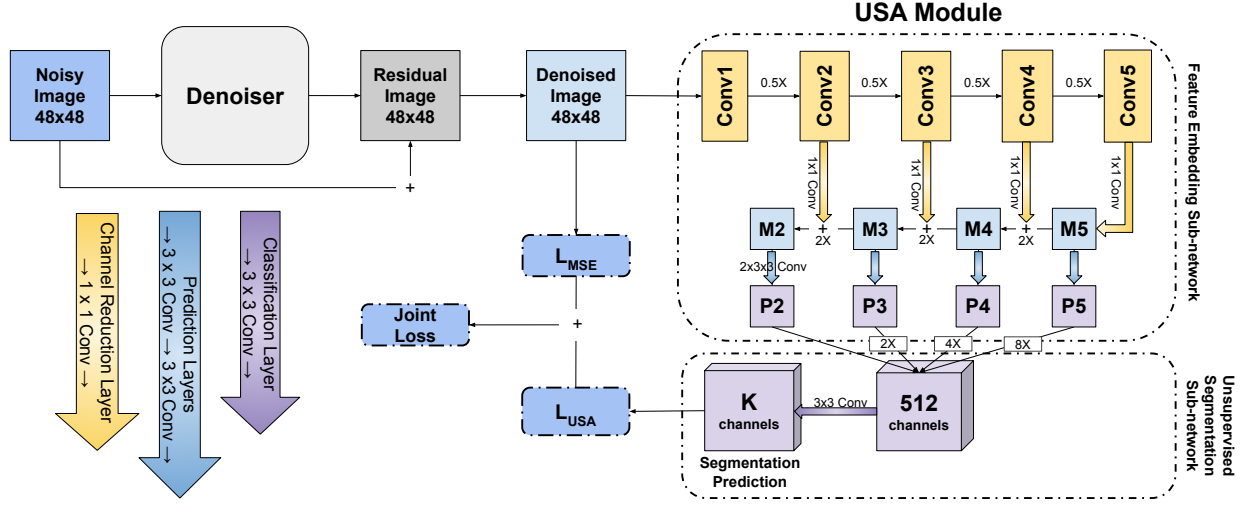 USA Module
Noisy
Image
48x48
Denoiser
Residual
Image
48x48
Denoised
Image
48x48
Conv1
0.5X
Conv2
0.5X
Conv3
0.5X
Conv4
0.5X
Conv5
Feature Embedding Sub-network
1x1 Conv
1x1 Conv
1x1 Conv
1x1 Conv
+
M2
+
2X
M3
+
2X
M4
+
2X
M5
2x3x3 Conv
P2
P3
P4
P5
2X
4X
8X
Channel Reduction Layer
→ 1 x 1 Conv →
Prediction Layers
→ 3 x 3 Conv → 3 x3 Conv →
Classification Layer
→ 3 x 3 Conv →
LMSE
+
Joint
Loss
LUSA
K
channels
3x3 Conv
512
channels
Segmentation
Prediction
Unsupervised
Segmentation
Sub-network